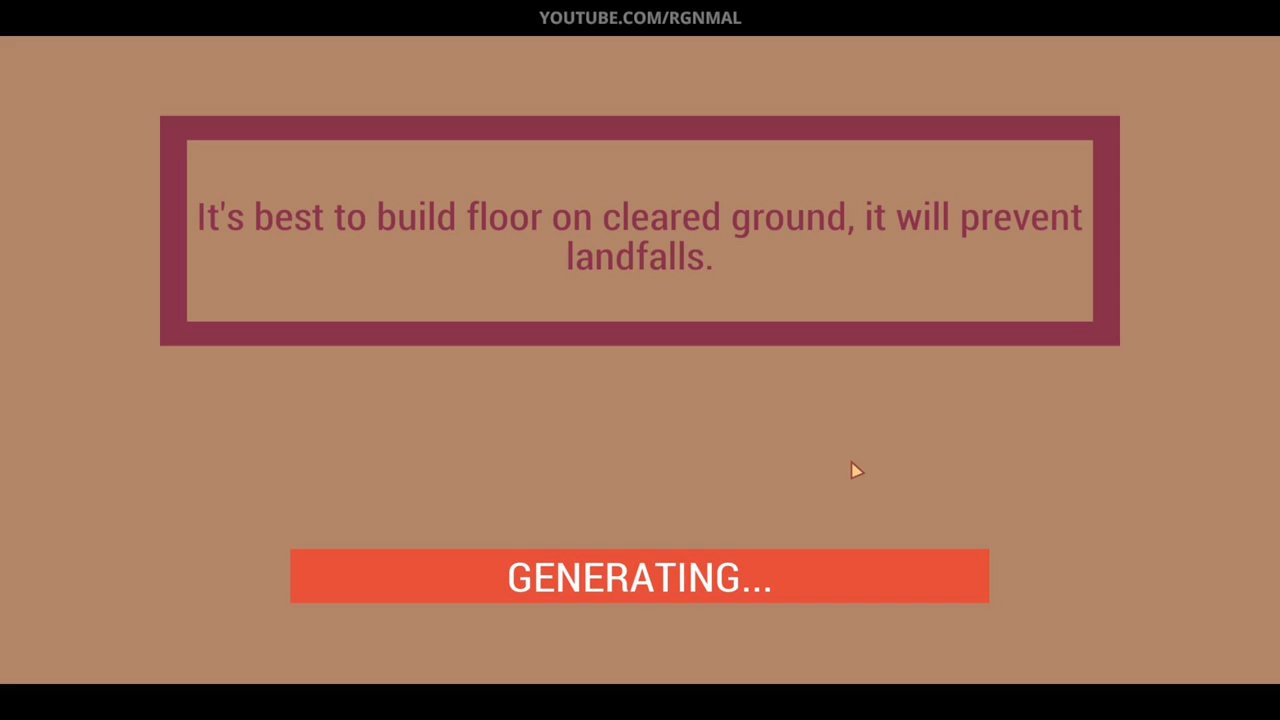 YOUTUBE.COM/RGNMAL
It's best to build floor on cleared ground, it will prevent
landfalls.
GENERATING...